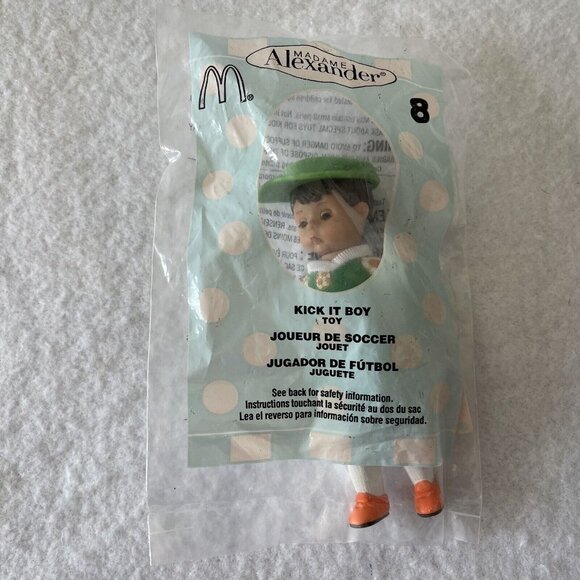 MADAME
Alexander®
M®
8
KICK IT BOY
TOY
JOUEUR DE SOCCER
JOUET
JUGADOR DE FÚTBOL
JUGUETE
See back for safety information.
Instructions touchant la sécurité au dos du sac
Lea el reverso para información sobre seguridad.